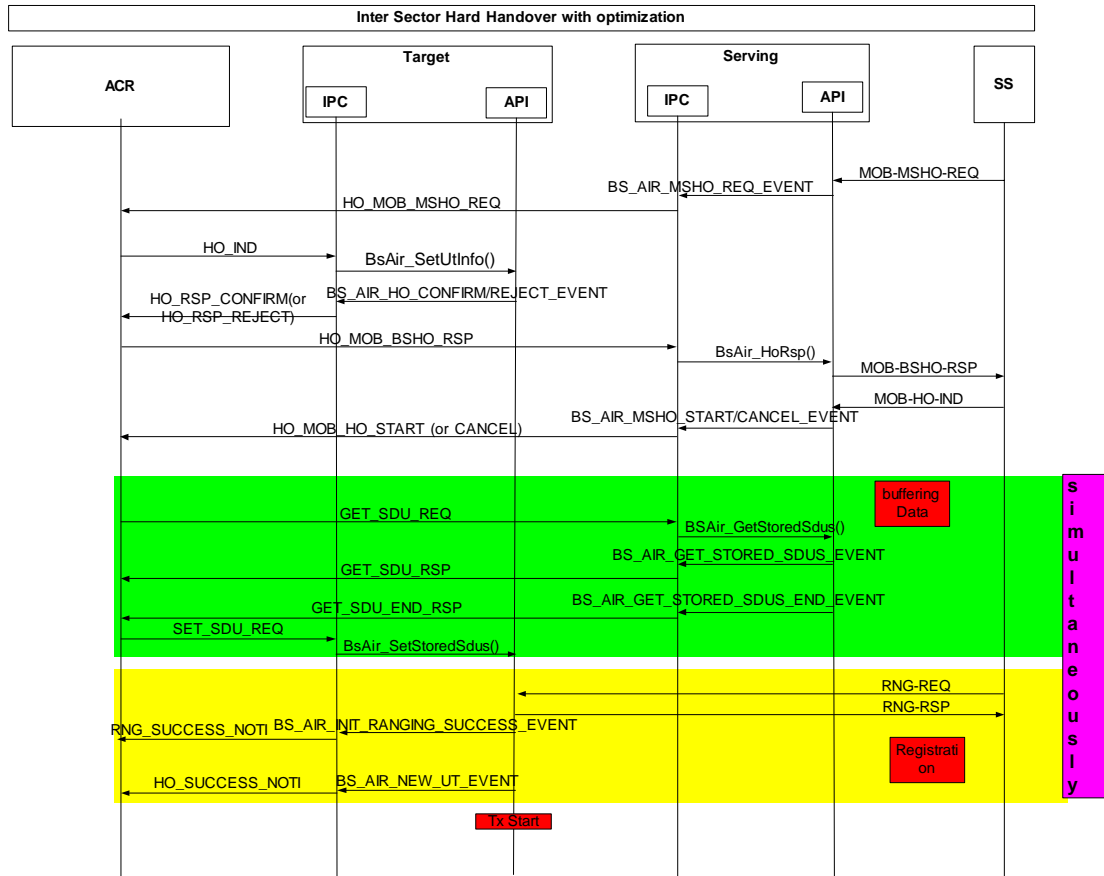 Inter Sector Hard Handover with optimization
Target
Serving
ACR
SS
IPC
API
IPC
API
MOB-MSHO-REQ
BS_AIR_MSHO_REQ_EVENT
HO_MOB_MSHO_REQ
HO_IND
BsAir_SetUtInfo()
BS_AIR_HO_CONFIRM/REJECT_EVENT
HO_RSP_CONFIRM(or
HO_RSP_REJECT)
HO_MOB_BSHO_RSP
BsAir_HoRsp()
MOB-BSHO-RSP
MOB-HO-IND
BS_AIR_MSHO_START/CANCEL_EVENT
HO_MOB_HO_START (or CANCEL)
simultaneously
buffering
Data
GET_SDU_REQ
BSAir_GetStoredSdus()
BS_AIR_GET_STORED_SDUS_EVENT
GET_SDU_RSP
BS_AIR_GET_STORED_SDUS_END_EVENT
GET_SDU_END_RSP
SET_SDU_REQ
BsAir_SetStoredSdus()
RNG-REQ
RNG-RSP
BS_AIR_INIT_RANGING_SUCCESS_EVENT
RNG_SUCCESS_NOTI
Registrati
on
BS_AIR_NEW_UT_EVENT
HO_SUCCESS_NOTI
Tx Start